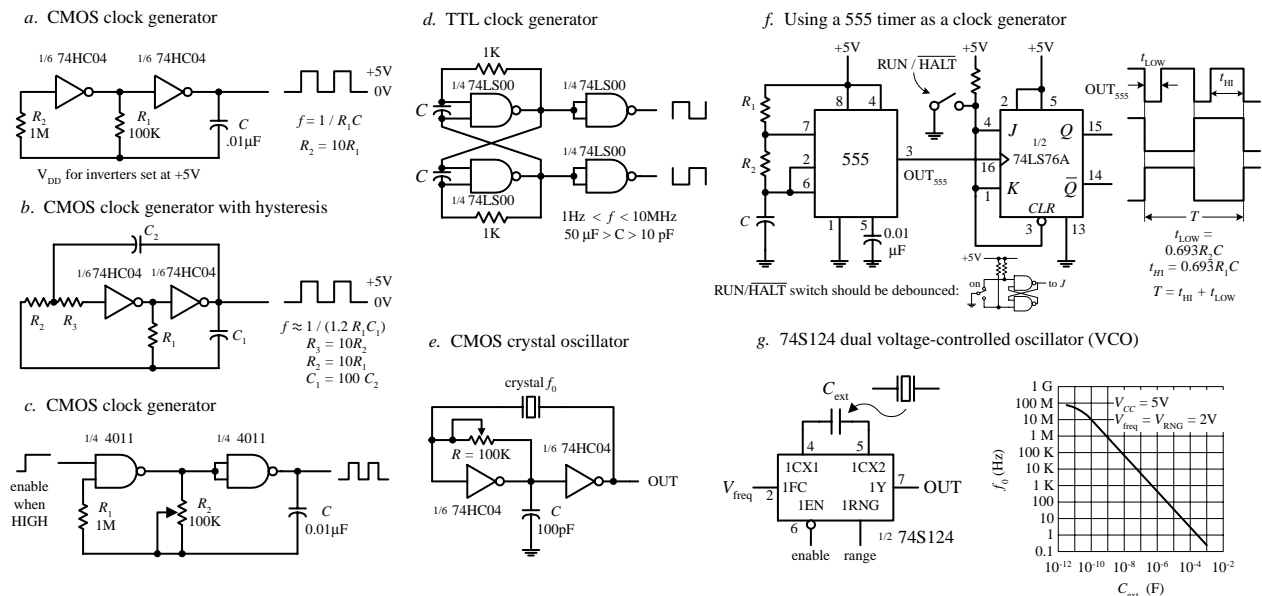 a. CMOS clock generator
1/6 74HC04
1/6 74HC04
R2
1M
R1
100K
C
.01μF
+5V
0V
f = 1 / R1C
R2 = 10R1
VDD for inverters set at +5V
b. CMOS clock generator with hysteresis
C2
1/6 74HC04
1/6 74HC04
R2
R3
R1
C1
+5V
0V
f ≈ 1 / (1.2 R1C1)
R3 = 10R2
R2 = 10R1
C1 = 100 C2
c. CMOS clock generator
1/4 4011
1/4 4011
enable
when
HIGH
R1
1M
R2
100K
C
0.01μF
d. TTL clock generator
1K
1/4 74LS00
1/4 74LS00
C
C
1/4 74LS00
1/4 74LS00
1K
1Hz < f < 10MHz
50 μF > C > 10 pF
e. CMOS crystal oscillator
crystal f0
R = 100K
1/6 74HC04
1/6 74HC04
C
100pF
OUT
f. Using a 555 timer as a clock generator
+5V
R1
R2
C
8
4
7
2
6
555
3
OUT555
1
5
0.01
μF
RUN / HALT
+5V
+5V
2
5
4
J
Q
15
1/2
74LS76A
16
K
Q
14
1
CLR
3
13
tLOW
tHI
OUT555
T
tLOW =
0.693R2C
tHI = 0.693R1C
T = tHI + tLOW
+5V
on
to J
RUN/HALT switch should be debounced:
g. 74S124 dual voltage-controlled oscillator (VCO)
Cext
4
5
1CX1
1CX2
Vfreq
2
1FC
1Y
7
OUT
1EN
1RNG
6
1/2 74S124
enable
range
1 G
100 M
10 M
1 M
100 K
10 K
1 K
100
10
1
0.1
f0 (Hz)
VCC = 5V
Vfreq = VRNG = 2V
10-12
10-10
10-8
10-6
10-4
10-2
Cext (F)